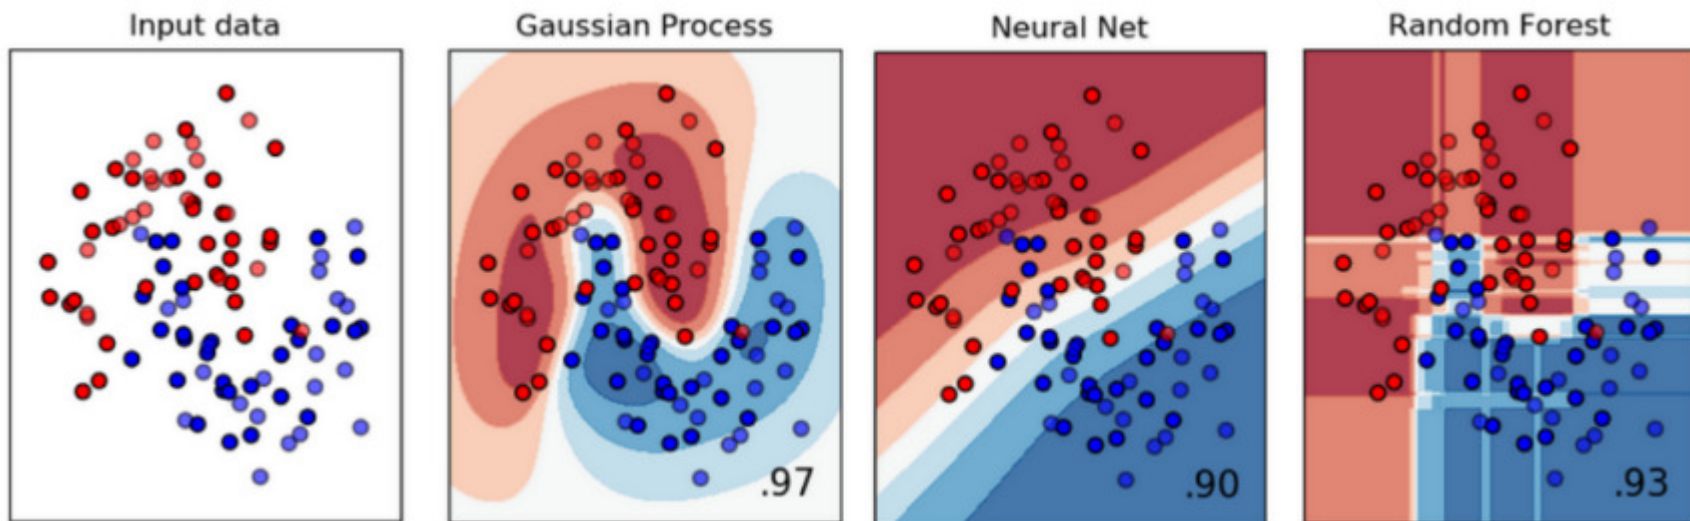 Input data
Gaussian Process
Neural Net
Random Forest
.97
.90
.93